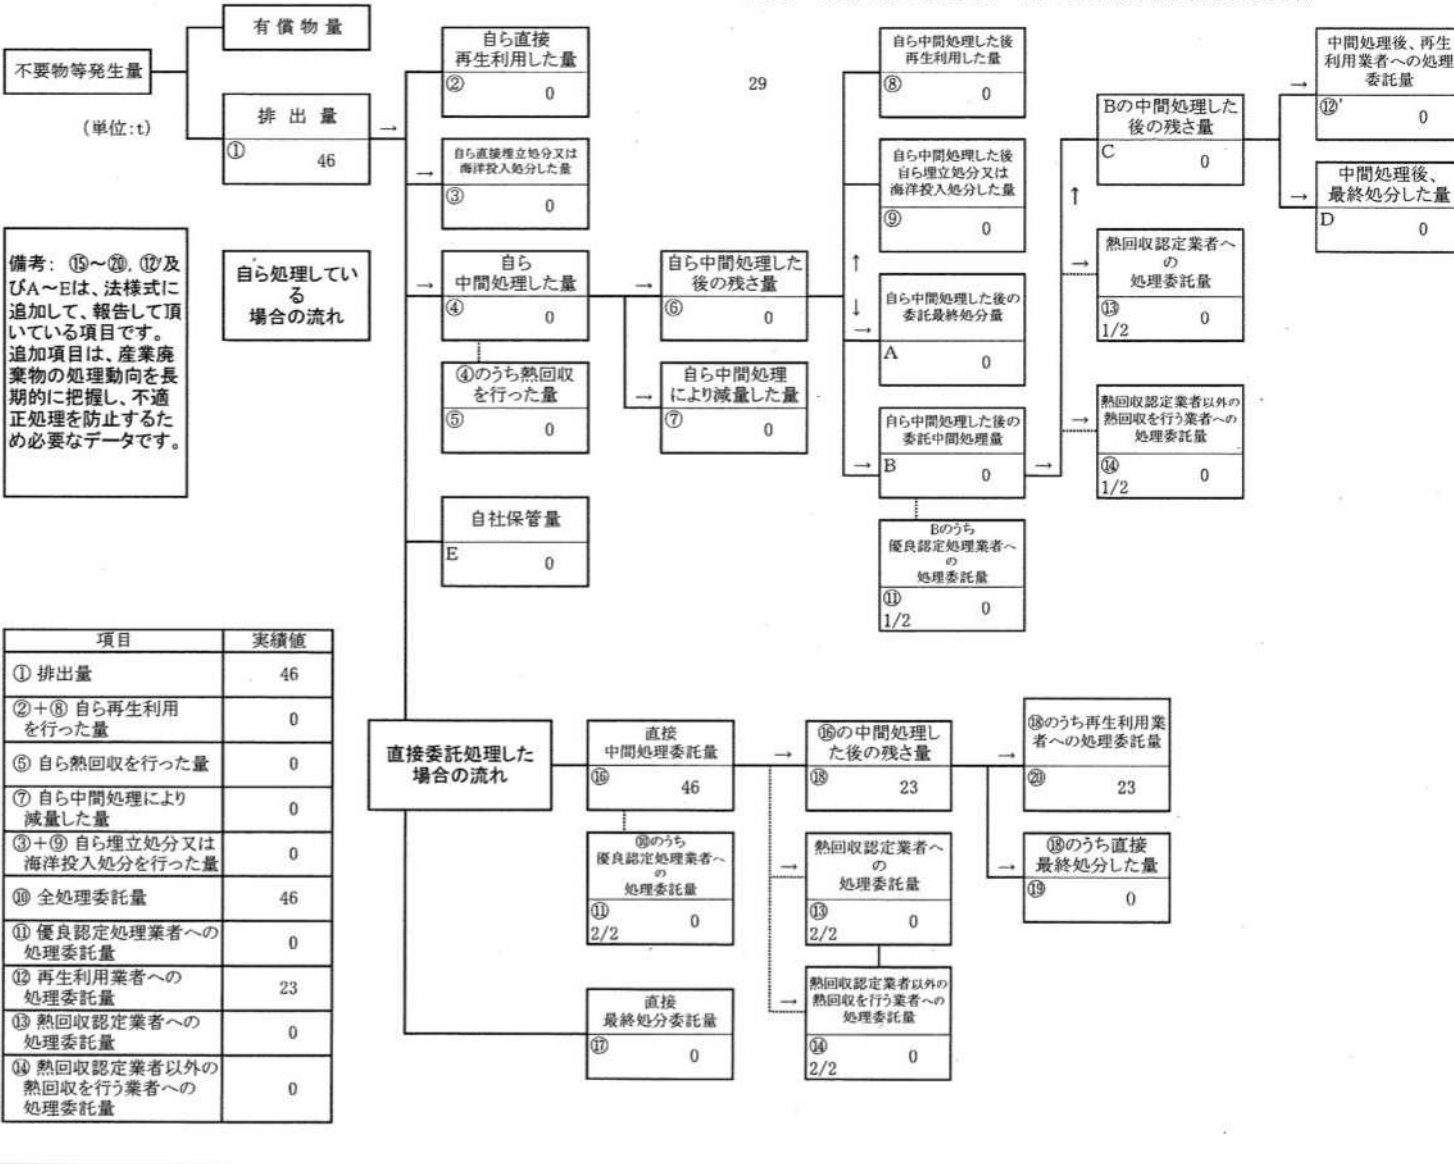 不要物等発生量
(単位:t)
有償物量
排出量
① 46
備考: ⑮～⑳, ⑫'及
びA～Eは、法様式に
追加して、報告して頂
いている項目です。
追加項目は、産業廃
棄物の処理動向を長
期的に把握し、不適
正処理を防止するた
め必要なデータです。
自ら処理してい
る
場合の流れ
自ら直接
再生利用した量
② 0
自ら直接埋立処分又は
海洋投入処分した量
③ 0
自ら
中間処理した量
④ 0
④のうち熱回収
を行った量
⑤ 0
自社保管量
E 0
29
自ら中間処理した
後の残さ量
⑥ 0
自ら中間処理
により減量した量
⑦ 0
自ら中間処理した後
再生利用した量
⑧ 0
自ら中間処理した後
自ら埋立処分又は
海洋投入処分した量
⑨ 0
自ら中間処理した後の
委託最終処分量
A 0
自ら中間処理した後の
委託中間処理量
B 0
Bのうち
優良認定処理業者へ
の
処理委託量
⑪ 0
1/2
Bの中間処理した
後の残さ量
C 0
熱回収認定業者へ
の
処理委託量
⑬ 0
1/2
熱回収認定業者以外の
熱回収を行う業者への
処理委託量
⑭ 0
1/2
中間処理後、再生
利用業者への処理
委託量
⑫' 0
中間処理後、
最終処分した量
D 0
項目 実績値
① 排出量 46
②+⑧ 自ら再生利用
を行った量 0
⑤ 自ら熱回収を行った量 0
⑦ 自ら中間処理により
減量した量 0
③+⑨ 自ら埋立処分又は
海洋投入処分を行った量 0
⑩ 全処理委託量 46
⑪ 優良認定処理業者への
処理委託量 0
⑫ 再生利用業者への
処理委託量 23
⑬ 熱回収認定業者への
処理委託量 0
⑭ 熱回収認定業者以外の
熱回収を行う業者への
処理委託量 0
直接委託処理した
場合の流れ
直接
中間処理委託量
⑯ 46
⑩のうち
優良認定処理業者へ
の
処理委託量
⑪ 0
2/2
直接
最終処分委託量
⑰ 0
⑯の中間処理し
た後の残さ量
⑱ 23
熱回収認定業者へ
の
処理委託量
⑬ 0
2/2
熱回収認定業者以外の
熱回収を行う業者への
処理委託量
⑭ 0
2/2
⑱のうち再生利用業
者への処理委託量
⑳ 23
⑱のうち直接
最終処分した量
⑲ 0